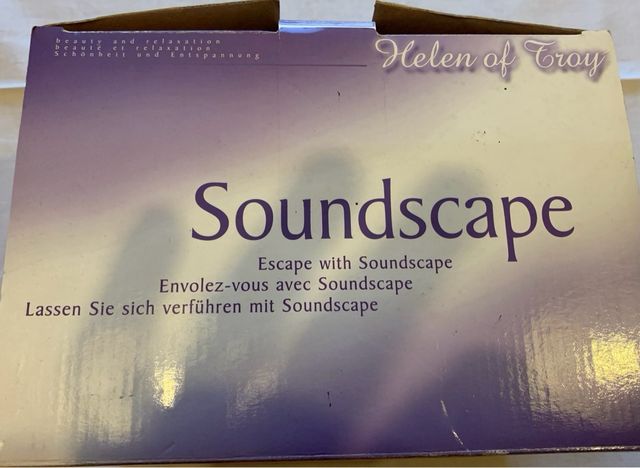 beauty and relaxation
beauté et relaxation
Schönheit und Entspannung
Helen of Troy
Soundscape
Escape with Soundscape
Envolez-vous avec Soundscape
Lassen Sie sich verführen mit Soundscape